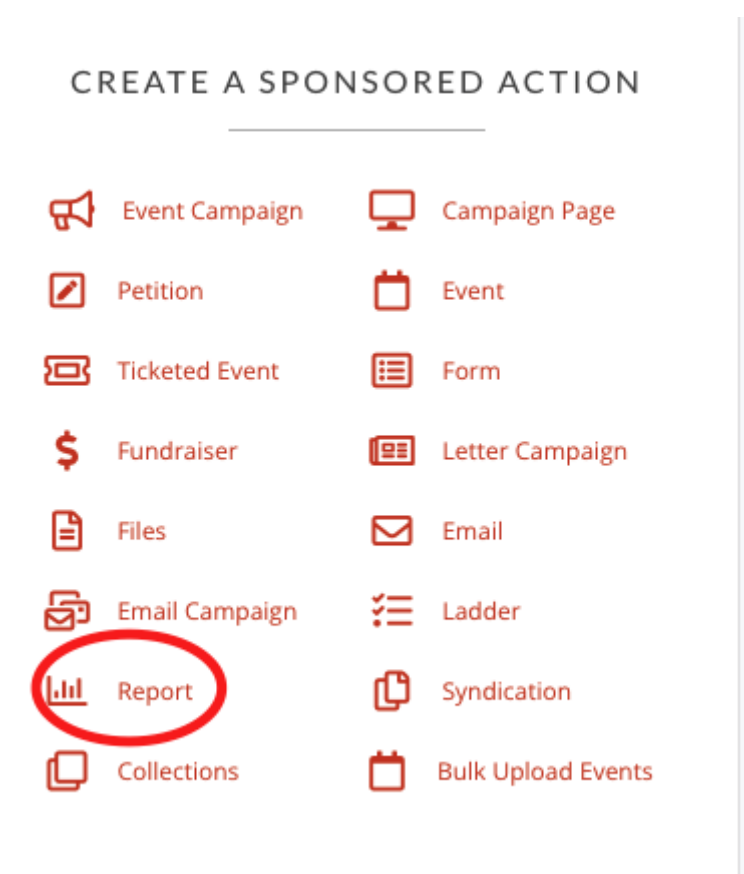 CREATE A SPONSORED ACTION
Event Campaign
Campaign Page
Petition
Event
Ticketed Event
Form
Fundraiser
Letter Campaign
Files
Email
Email Campaign
Ladder
Report
Syndication
Collections
Bulk Upload Events